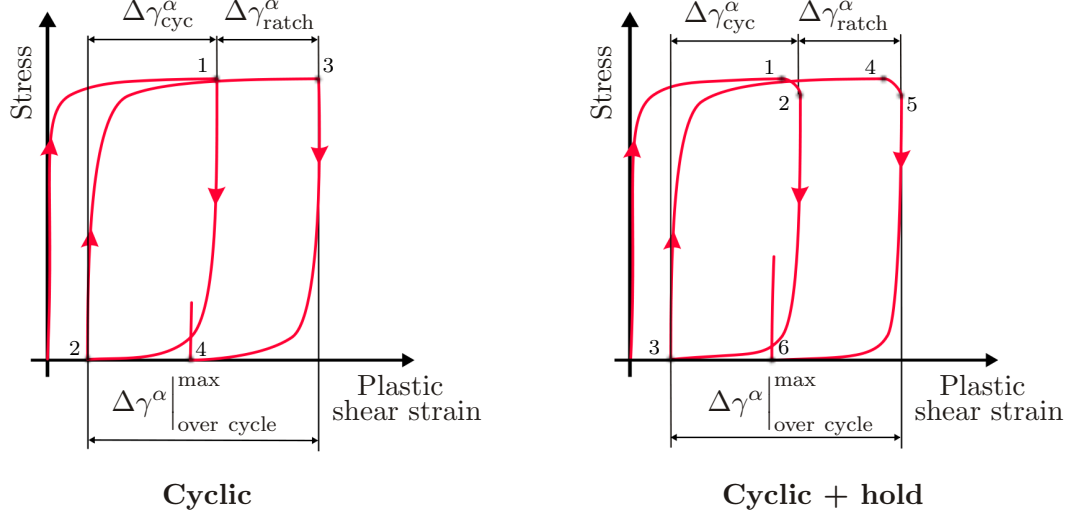 Δγ^α_cyc Δγ^α_ratch
Stress
1
3
2
4
Plastic
shear strain
Δγ^α|^max_over cycle
Cyclic
Δγ^α_cyc Δγ^α_ratch
Stress
1
4
2
5
3
6
Plastic
shear strain
Δγ^α|^max_over cycle
Cyclic + hold